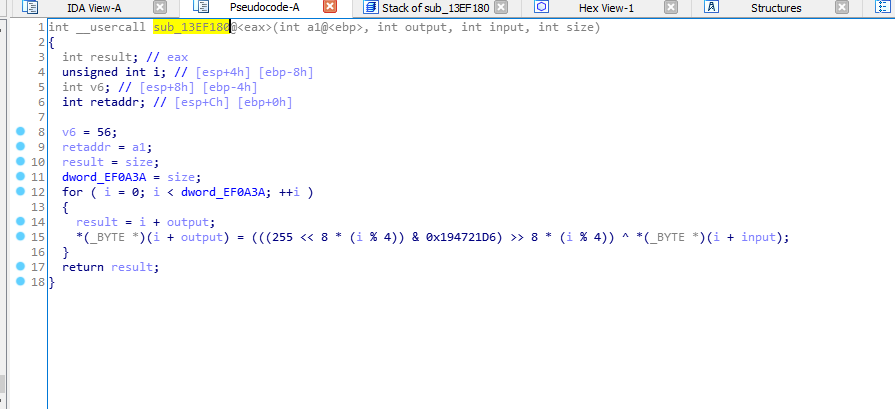 IDA View-A Pseudocode-A Stack of sub_13EF180 Hex View-1 Structures
1 int __usercall sub_13EF180@<eax>(int a1@<ebp>, int output, int input, int size)
2 {
3 int result; // eax
4 unsigned int i; // [esp+4h] [ebp-8h]
5 int v6; // [esp+8h] [ebp-4h]
6 int retaddr; // [esp+Ch] [ebp+0h]
7
8 v6 = 56;
9 retaddr = a1;
10 result = size;
11 dword_EF0A3A = size;
12 for ( i = 0; i < dword_EF0A3A; ++i )
13 {
14 result = i + output;
15 *(_BYTE *)(i + output) = (((255 << 8 * (i % 4)) & 0x194721D6) >> 8 * (i % 4)) ^ *(_BYTE *)(i + input);
16 }
17 return result;
18 }